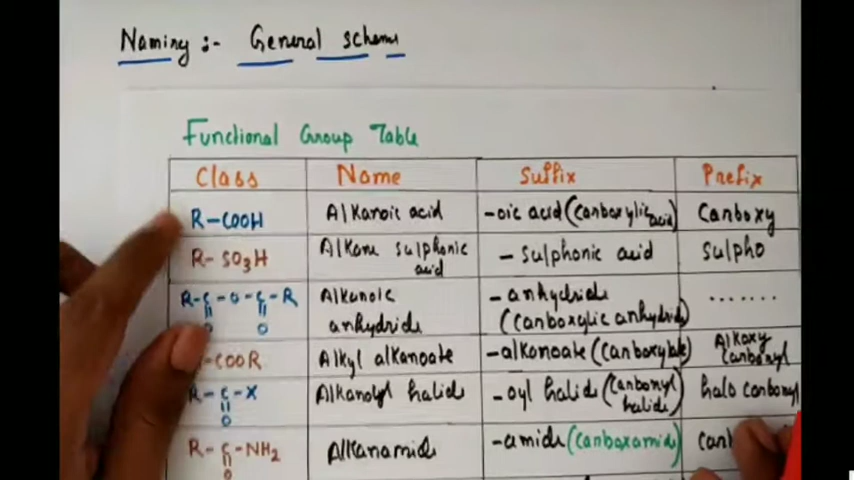 Naming :- General scheme
Functional Group Table
Class Name Suffix Prefix
R-COOH Alkanoic acid -oic acid (carboxylic acid) Carboxy
R-SO3H Alkane sulphonic acid - sulphonic acid sulpho
R-C-O-C-R Alkanoic anhydride - anhydride (carboxylic anhydride) .......
O O
-COOR Alkyl alkanoate -alkanoate (carboxylate) Alkoxy carbonyl
R-C-X Alkanoyl halide -oyl halide (carbonyl halide) halo carbonyl
O
R-C-NH2 Alkanamide -amide (carboxamide)
O